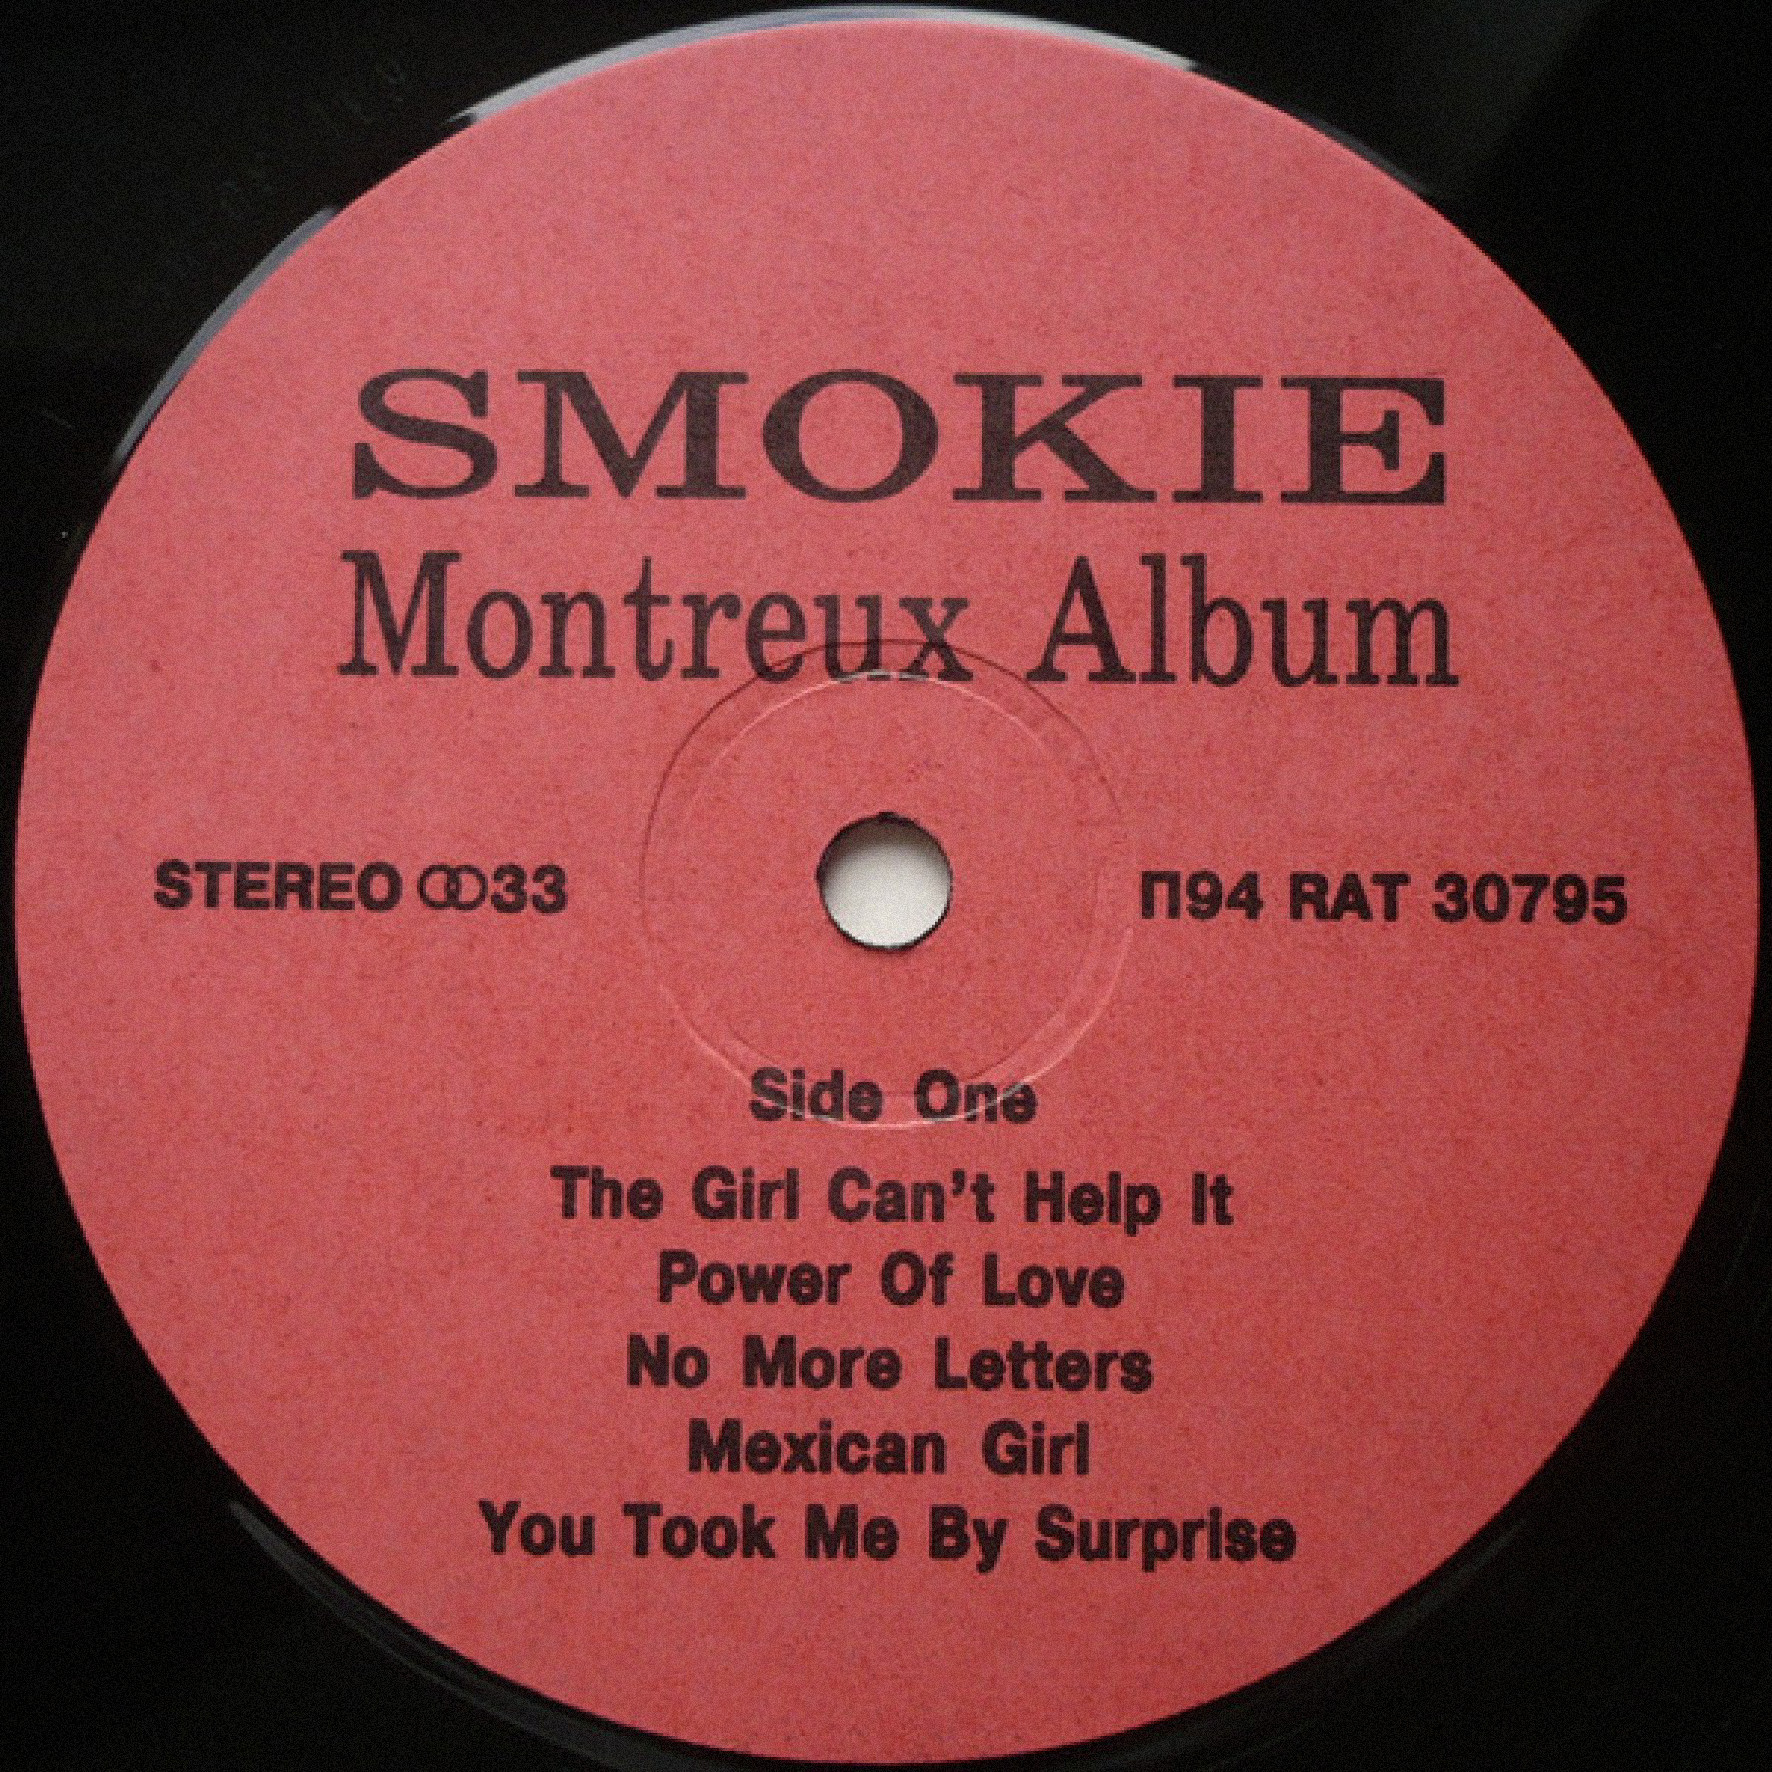 SMOKIE
Montreux Album
STEREO ꝏ33
П94 RAT 30795
Side One
The Girl Can't Help It
Power Of Love
No More Letters
Mexican Girl
You Took Me By Surprise